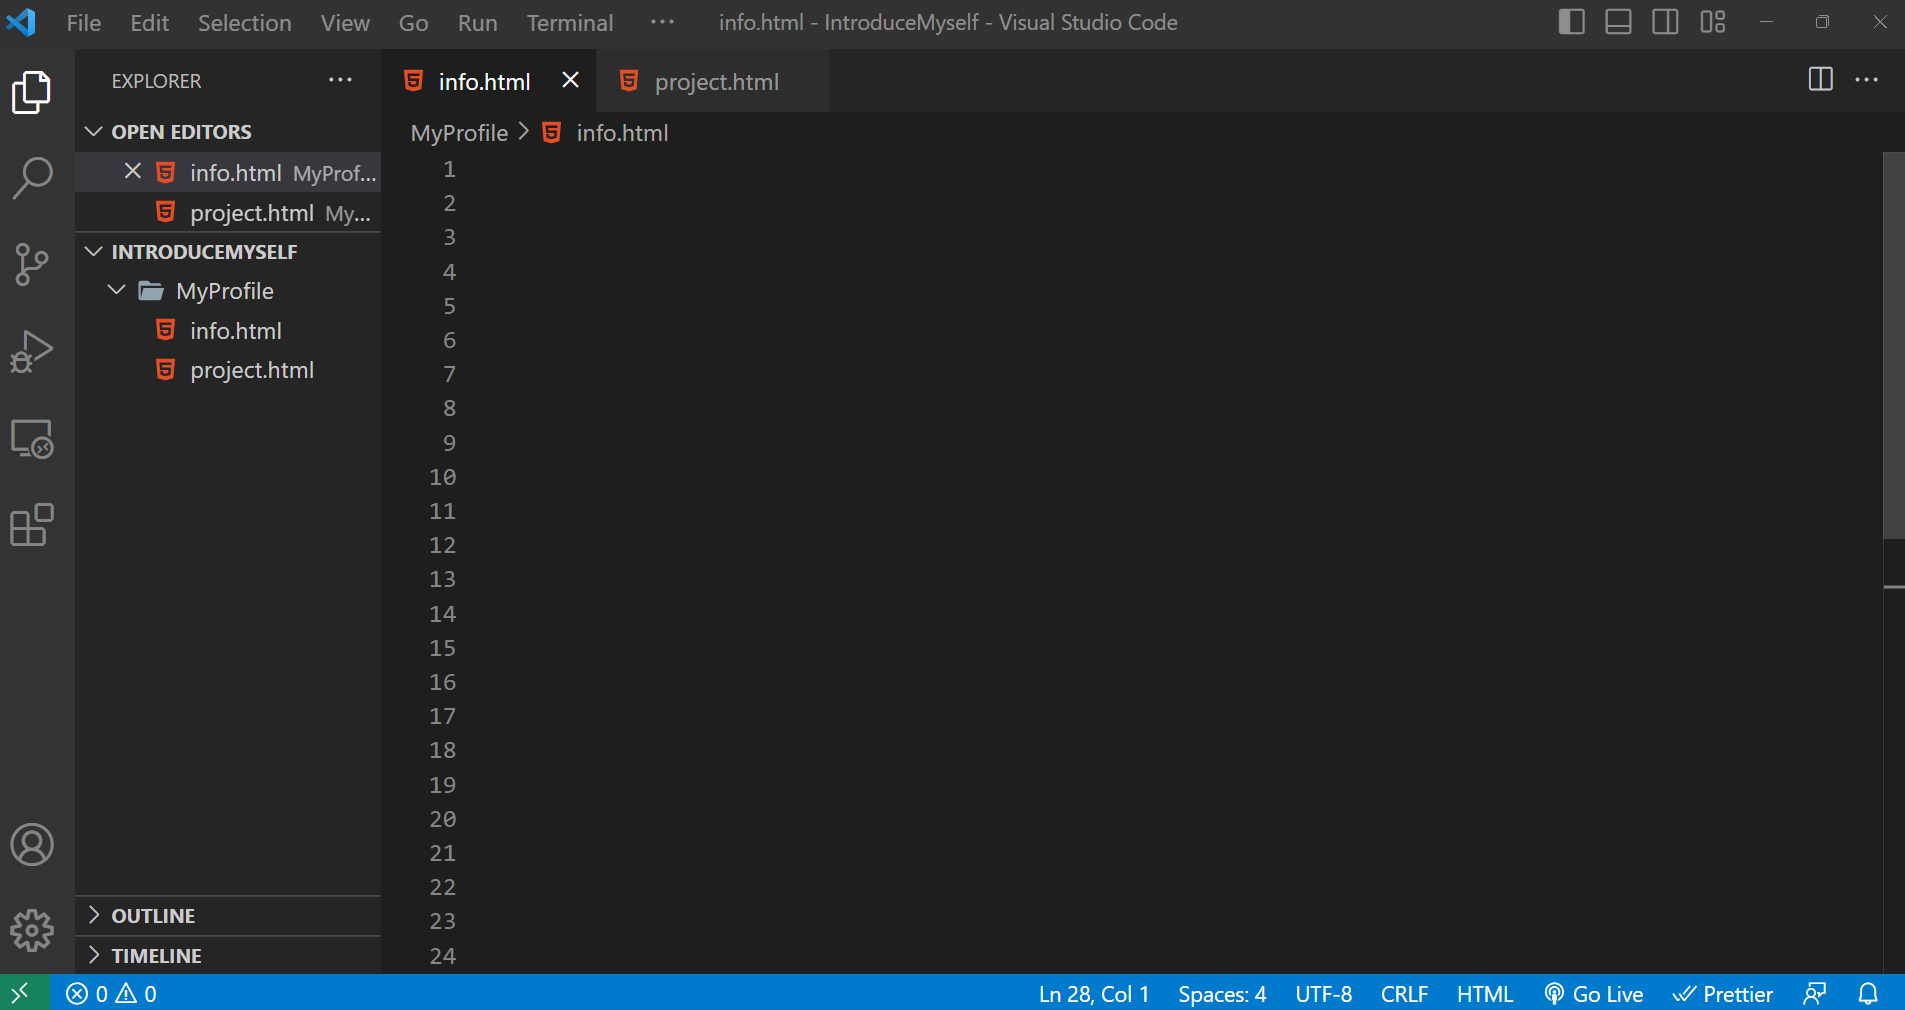 File Edit Selection View Go Run Terminal ··· info.html - IntroduceMyself - Visual Studio Code
EXPLORER ···
info.html project.html
OPEN EDITORS
MyProfile > info.html
info.html MyProf...
project.html My...
INTRODUCEMYSELF
MyProfile
info.html
project.html
1
2
3
4
5
6
7
8
9
10
11
12
13
14
15
16
17
18
19
20
21
22
23
24
OUTLINE
TIMELINE
0 0 Ln 28, Col 1 Spaces: 4 UTF-8 CRLF HTML Go Live Prettier